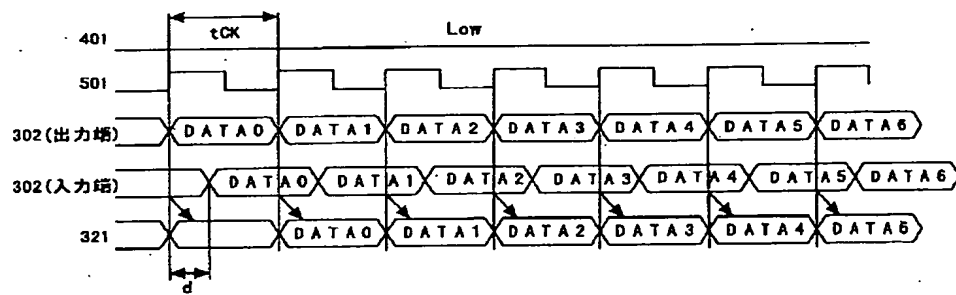 tCK
401 Low
501
302(出力端) DATA0 DATA1 DATA2 DATA3 DATA4 DATA5 DATA6
302(入力端) DATA0 DATA1 DATA2 DATA3 DATA4 DATA5 DATA6
321 DATA0 DATA1 DATA2 DATA3 DATA4 DATA5
d